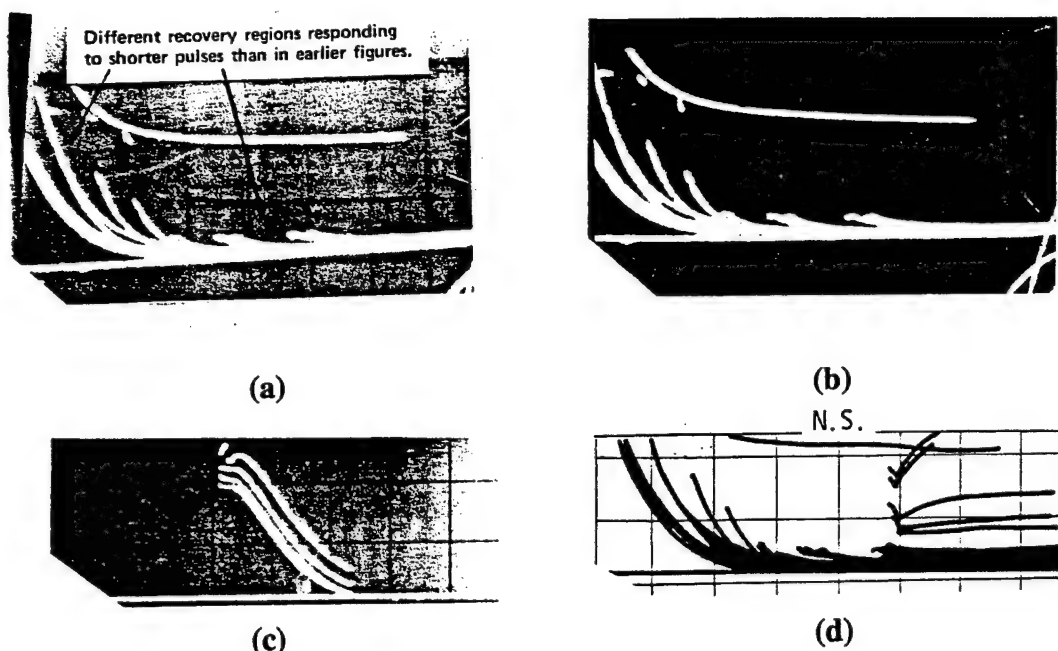 Different recovery regions responding
to shorter pulses than in earlier figures.
(a)
(b)
N.S.
(c)
(d)